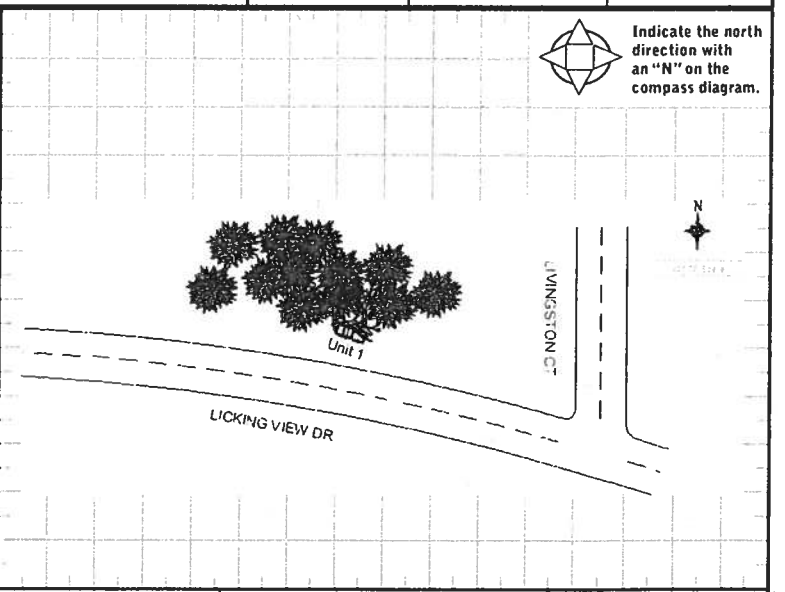 Indicate the north
direction with
an "N" on the
compass diagram.
N
LIVINGSTON CT
Unit 1
LICKING VIEW DR